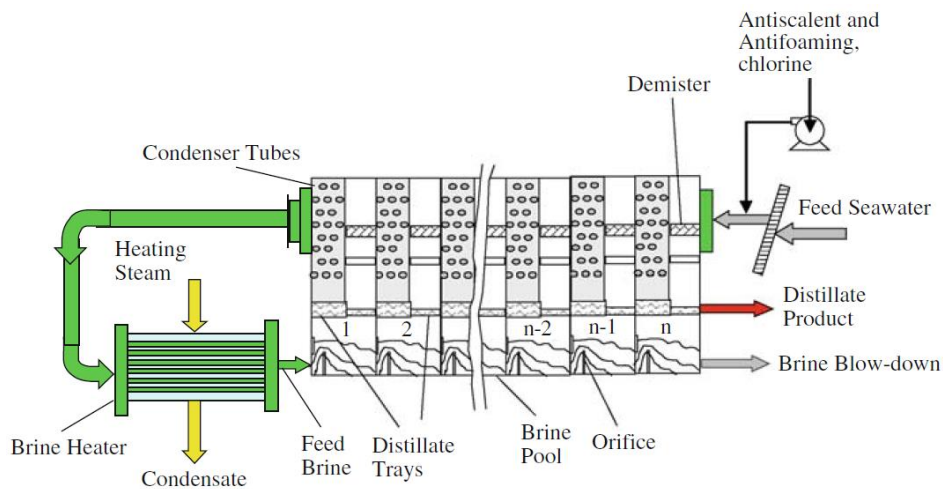 Antiscalent and
Antifoaming,
chlorine
Demister
Condenser Tubes
Feed Seawater
Heating
Steam
Distillate
Product
1
2
n-2
n-1
n
Brine Blow-down
Brine Heater
Feed
Brine
Distillate
Trays
Brine
Pool
Orifice
Condensate